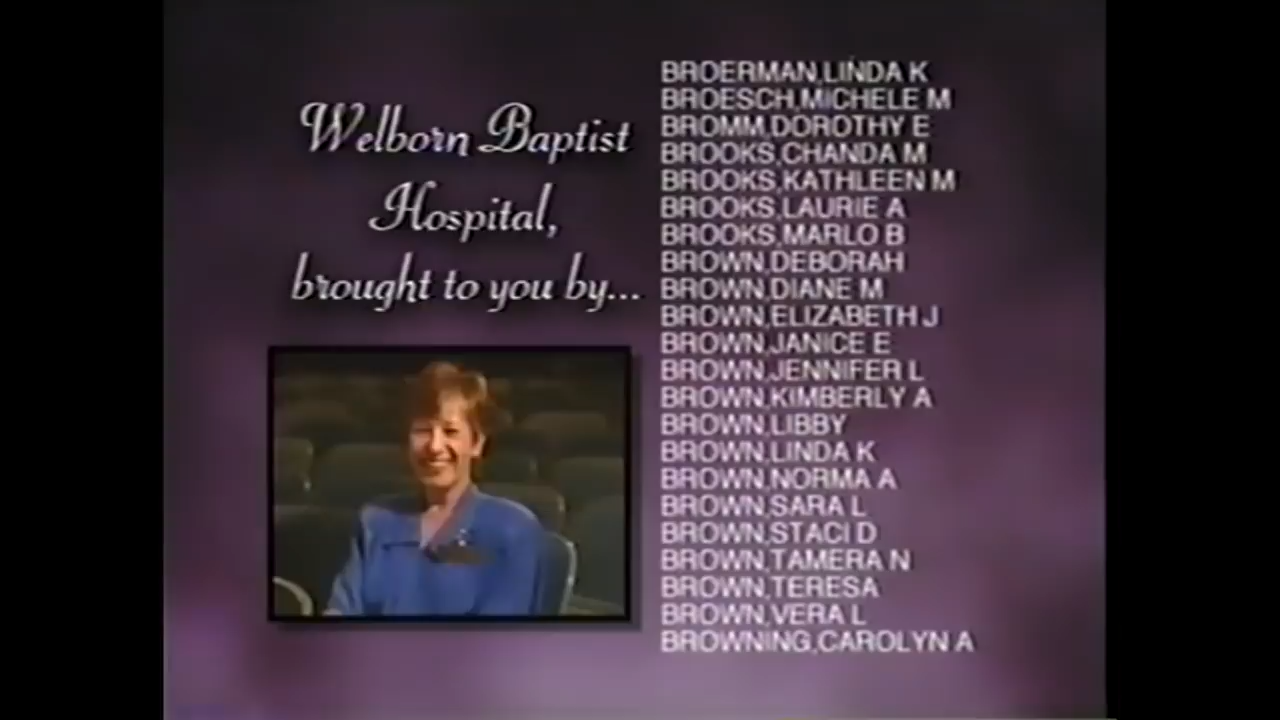 Welborn Baptist
Hospital,
brought to you by...
BROERMAN,LINDA K
BROESCH,MICHELE M
BROMM,DOROTHY E
BROOKS,CHANDA M
BROOKS,KATHLEEN M
BROOKS,LAURIE A
BROOKS,MARLO B
BROWN,DEBORAH
BROWN,DIANE M
BROWN,ELIZABETH J
BROWN,JANICE E
BROWN,JENNIFER L
BROWN,KIMBERLY A
BROWN,LIBBY
BROWN,LINDA K
BROWN,NORMA A
BROWN,SARA L
BROWN,STACI D
BROWN,TAMERA N
BROWN,TERESA
BROWN,VERA L
BROWNING,CAROLYN A